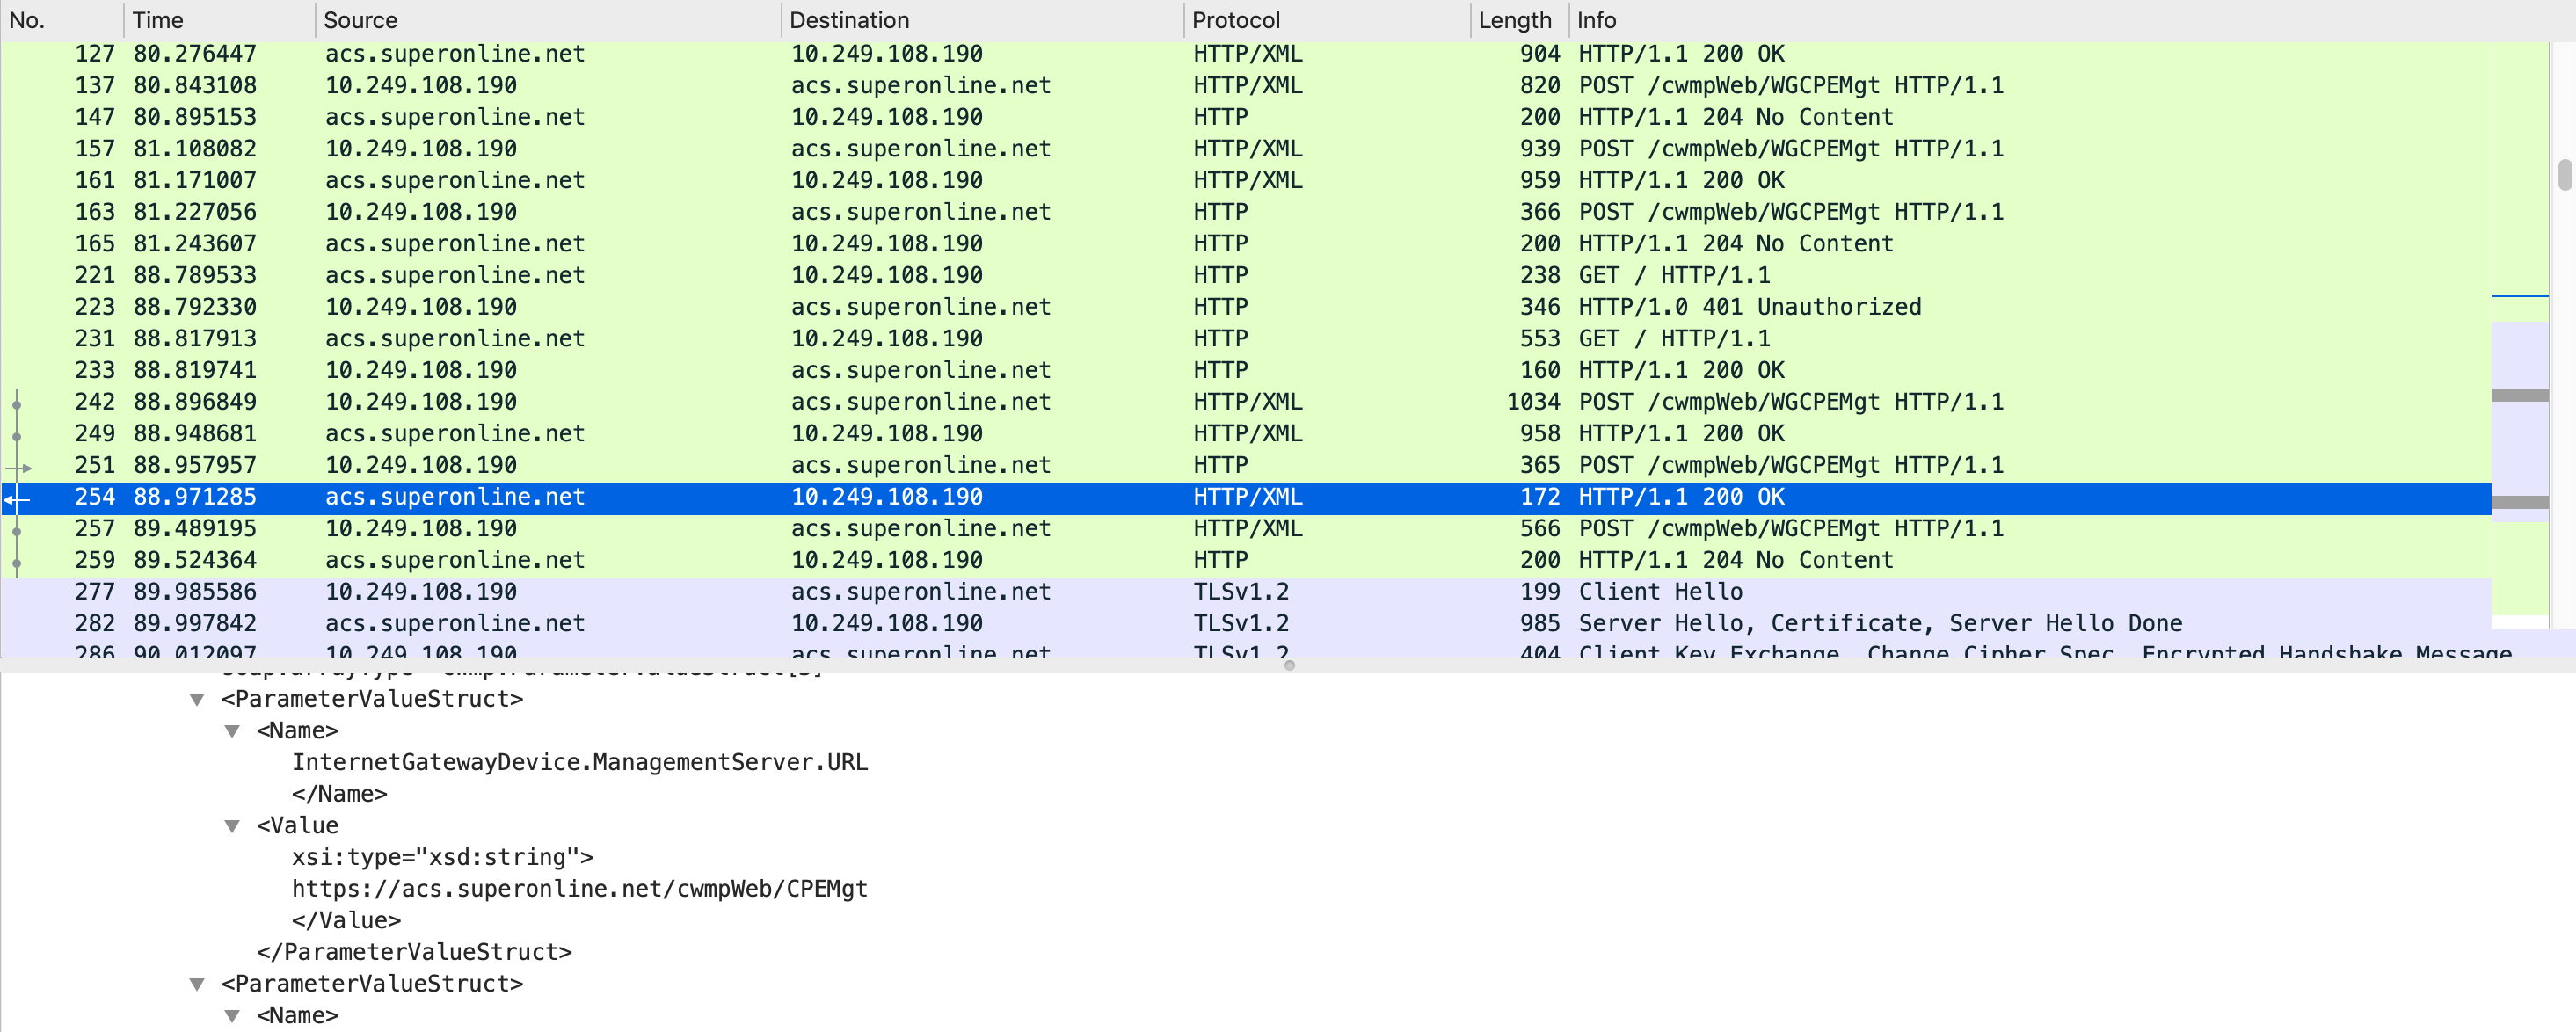 No. Time Source Destination Protocol Length Info
127 80.276447 acs.superonline.net 10.249.108.190 HTTP/XML 904 HTTP/1.1 200 OK
137 80.843108 10.249.108.190 acs.superonline.net HTTP/XML 820 POST /cwmpWeb/WGCPEMgt HTTP/1.1
147 80.895153 acs.superonline.net 10.249.108.190 HTTP 200 HTTP/1.1 204 No Content
157 81.108082 10.249.108.190 acs.superonline.net HTTP/XML 939 POST /cwmpWeb/WGCPEMgt HTTP/1.1
161 81.171007 acs.superonline.net 10.249.108.190 HTTP/XML 959 HTTP/1.1 200 OK
163 81.227056 10.249.108.190 acs.superonline.net HTTP 366 POST /cwmpWeb/WGCPEMgt HTTP/1.1
165 81.243607 acs.superonline.net 10.249.108.190 HTTP 200 HTTP/1.1 204 No Content
221 88.789533 acs.superonline.net 10.249.108.190 HTTP 238 GET / HTTP/1.1
223 88.792330 10.249.108.190 acs.superonline.net HTTP 346 HTTP/1.0 401 Unauthorized
231 88.817913 acs.superonline.net 10.249.108.190 HTTP 553 GET / HTTP/1.1
233 88.819741 10.249.108.190 acs.superonline.net HTTP 160 HTTP/1.1 200 OK
242 88.896849 10.249.108.190 acs.superonline.net HTTP/XML 1034 POST /cwmpWeb/WGCPEMgt HTTP/1.1
249 88.948681 acs.superonline.net 10.249.108.190 HTTP/XML 958 HTTP/1.1 200 OK
251 88.957957 10.249.108.190 acs.superonline.net HTTP 365 POST /cwmpWeb/WGCPEMgt HTTP/1.1
254 88.971285 acs.superonline.net 10.249.108.190 HTTP/XML 172 HTTP/1.1 200 OK
257 89.489195 10.249.108.190 acs.superonline.net HTTP/XML 566 POST /cwmpWeb/WGCPEMgt HTTP/1.1
259 89.524364 acs.superonline.net 10.249.108.190 HTTP 200 HTTP/1.1 204 No Content
277 89.985586 10.249.108.190 acs.superonline.net TLSv1.2 199 Client Hello
282 89.997842 acs.superonline.net 10.249.108.190 TLSv1.2 985 Server Hello, Certificate, Server Hello Done
286 90.012097 10.249.108.190 acs.superonline.net TLSv1.2 404 Client Key Exchange, Change Cipher Spec, Encrypted Handshake Message
<ParameterValueStruct>
<Name>
InternetGatewayDevice.ManagementServer.URL
</Name>
<Value
xsi:type="xsd:string">
https://acs.superonline.net/cwmpWeb/CPEMgt
</Value>
</ParameterValueStruct>
<ParameterValueStruct>
<Name>